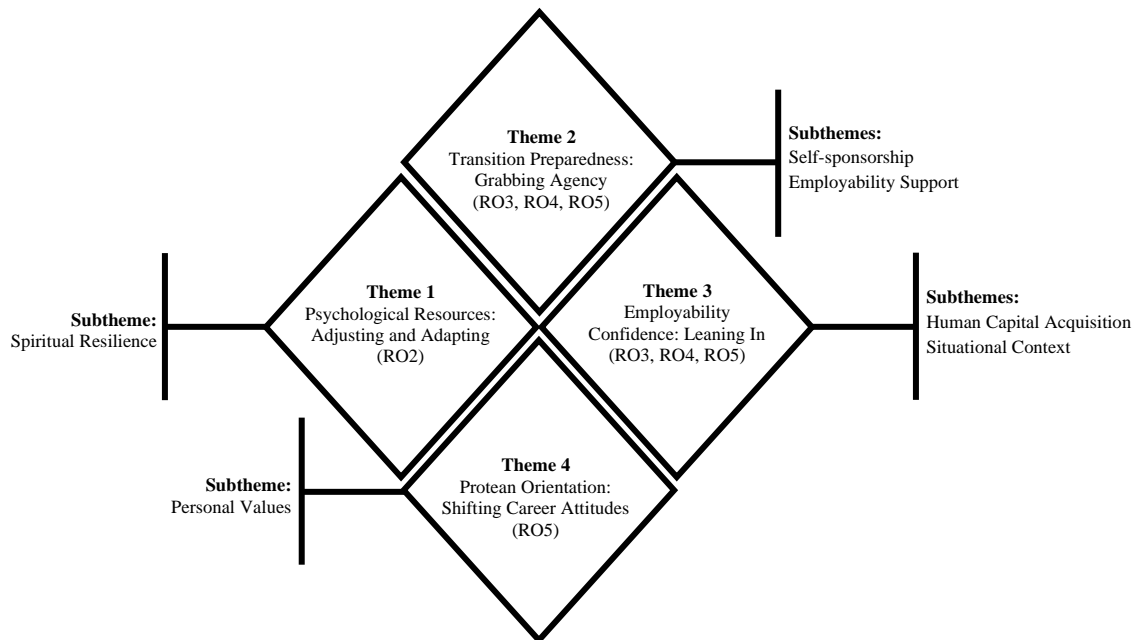 Theme 2
Transition Preparedness:
Grabbing Agency
(RO3, RO4, RO5)
Subthemes:
Self-sponsorship
Employability Support
Theme 1
Psychological Resources:
Adjusting and Adapting
(RO2)
Subtheme:
Spiritual Resilience
Theme 3
Employability
Confidence: Leaning In
(RO3, RO4, RO5)
Subthemes:
Human Capital Acquisition
Situational Context
Theme 4
Protean Orientation:
Shifting Career Attitudes
(RO5)
Subtheme:
Personal Values